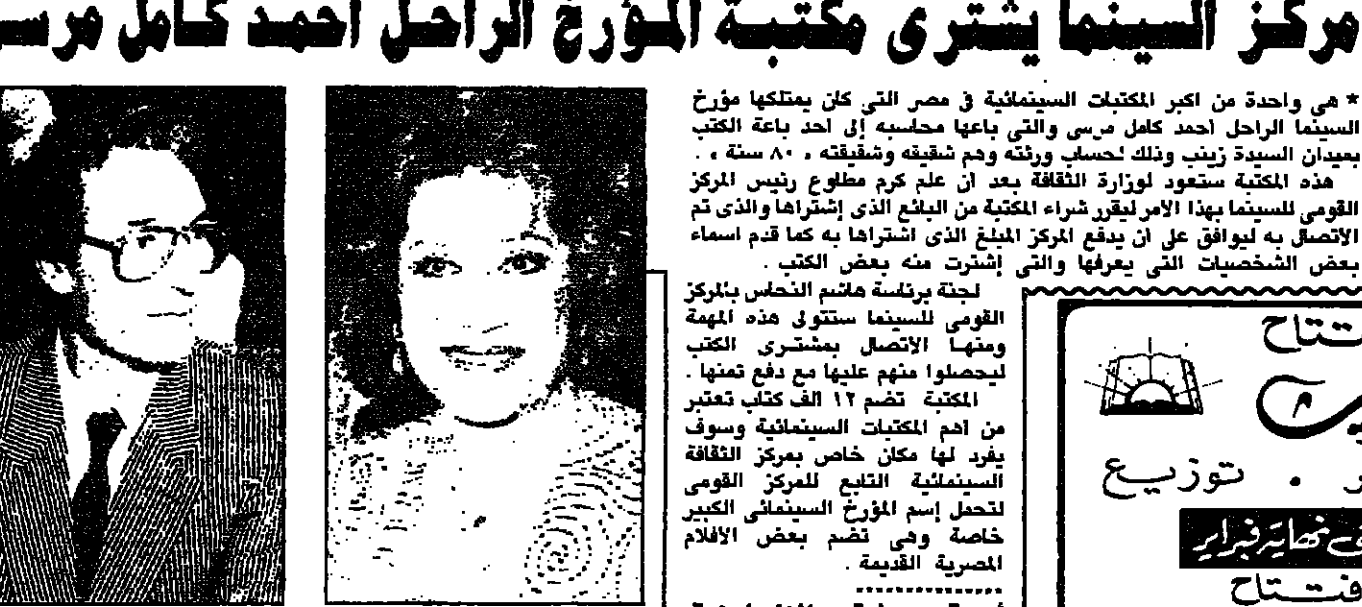 مركز السينما يشترى مكتبة المؤرخ الراحل احمد كامل مرسى
* هى واحدة من اكبر المكتبات السينمائية فى مصر التى كان يمتلكها مؤرخ
السينما الراحل احمد كامل مرسى والتى باعها محاسبه إلى احد باعة الكتب
بميدان السيدة زينب وذلك لحساب ورثته وهم شقيقه وشقيقته ، ٨٠ سنة ، .
هذه المكتبة ستعود لوزارة الثقافة بعد ان علم كرم مطاوع رئيس المركز
القومى للسينما بهذا الامر ليقرر شراء المكتبة من البائع الذى إشتراها والذى تم
الأتصال به ليوافق على ان يدفع المركز المبلغ الذى اشتراها به كما قدم اسماء
بعض الشخصيات التى يعرفها والتى إشترت منه بعض الكتب .
لجنة برئاسة هاشم النحاس بالمركز
القومى للسينما ستتولى هذه المهمة
ومنها الأتصال بمشترى الكتب
ليحصلوا منهم عليها مع دفع ثمنها .
المكتبة تضم ١٢ الف كتاب تعتبر
من اهم المكتبات السينمائية وسوف
يفرد لها مكان خاص بمركز الثقافة
السينمائية التابع للمركز القومى
لتحمل إسم المؤرخ السينمائى الكبير
خاصة وهى تضم بعض الأفلام
المصرية القديمة .
توزيع
نهاية فبراير